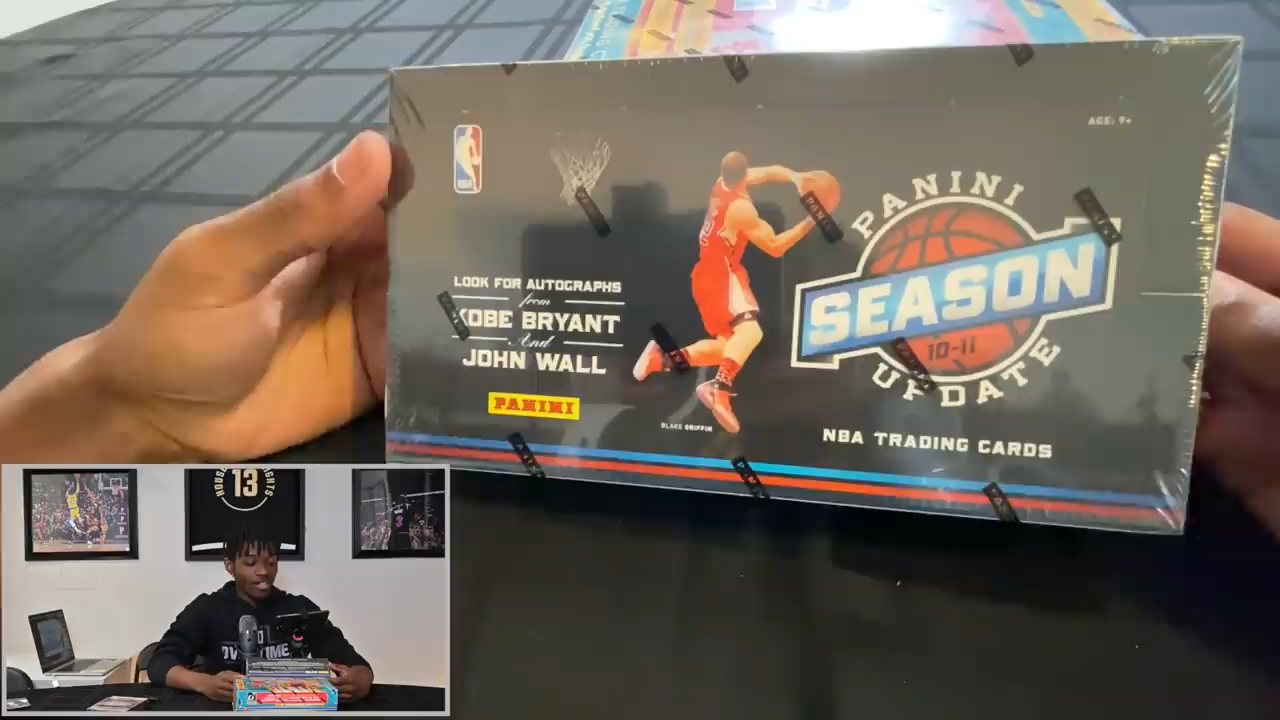 AGE: 9+
LOOK FOR AUTOGRAPHS
from
KOBE BRYANT
And
JOHN WALL
PANINI
BLAKE GRIFFIN
PANINI
PANINI
SEASON
10-11
UPDATE
NBA TRADING CARDS
13